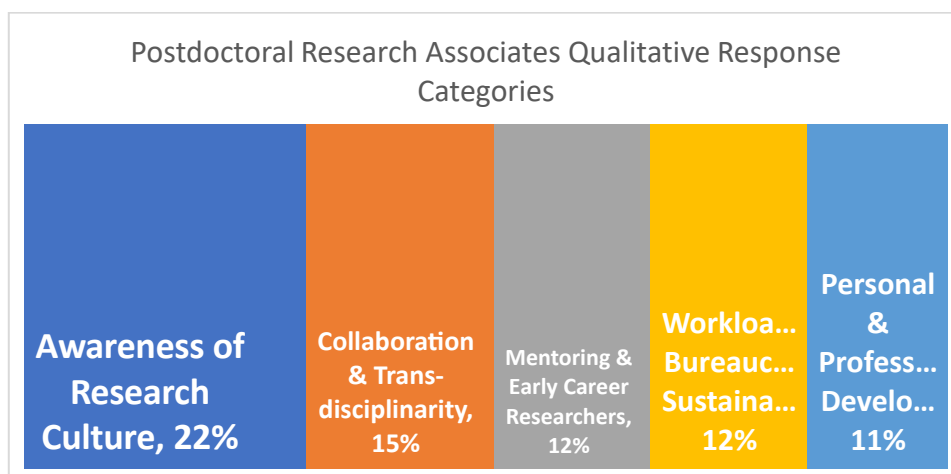 Postdoctoral Research Associates Qualitative Response
Categories
Awareness of
Research
Culture, 22%
Collaboration
& Trans-
disciplinarity,
15%
Mentoring &
Early Career
Researchers,
12%
Workloa...
Bureauc...
Sustaina...
12%
Personal
&
Profess...
Develo...
11%